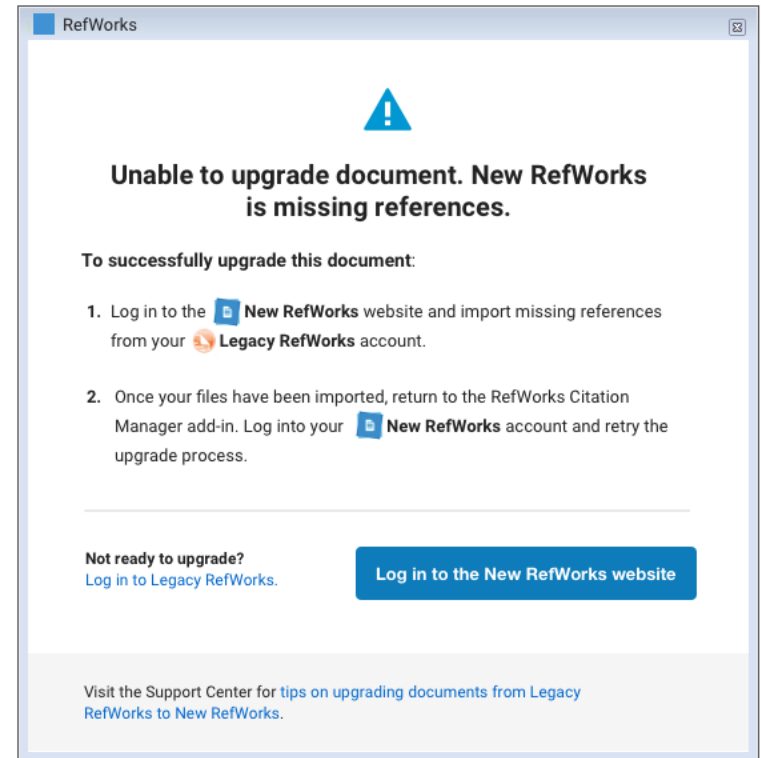 RefWorks
Unable to upgrade document. New RefWorks
is missing references.
To successfully upgrade this document:
1. Log in to the New RefWorks website and import missing references
from your Legacy RefWorks account.
2. Once your files have been imported, return to the RefWorks Citation
Manager add-in. Log into your New RefWorks account and retry the
upgrade process.
Not ready to upgrade?
Log in to Legacy RefWorks.
Log in to the New RefWorks website
Visit the Support Center for tips on upgrading documents from Legacy
RefWorks to New RefWorks.